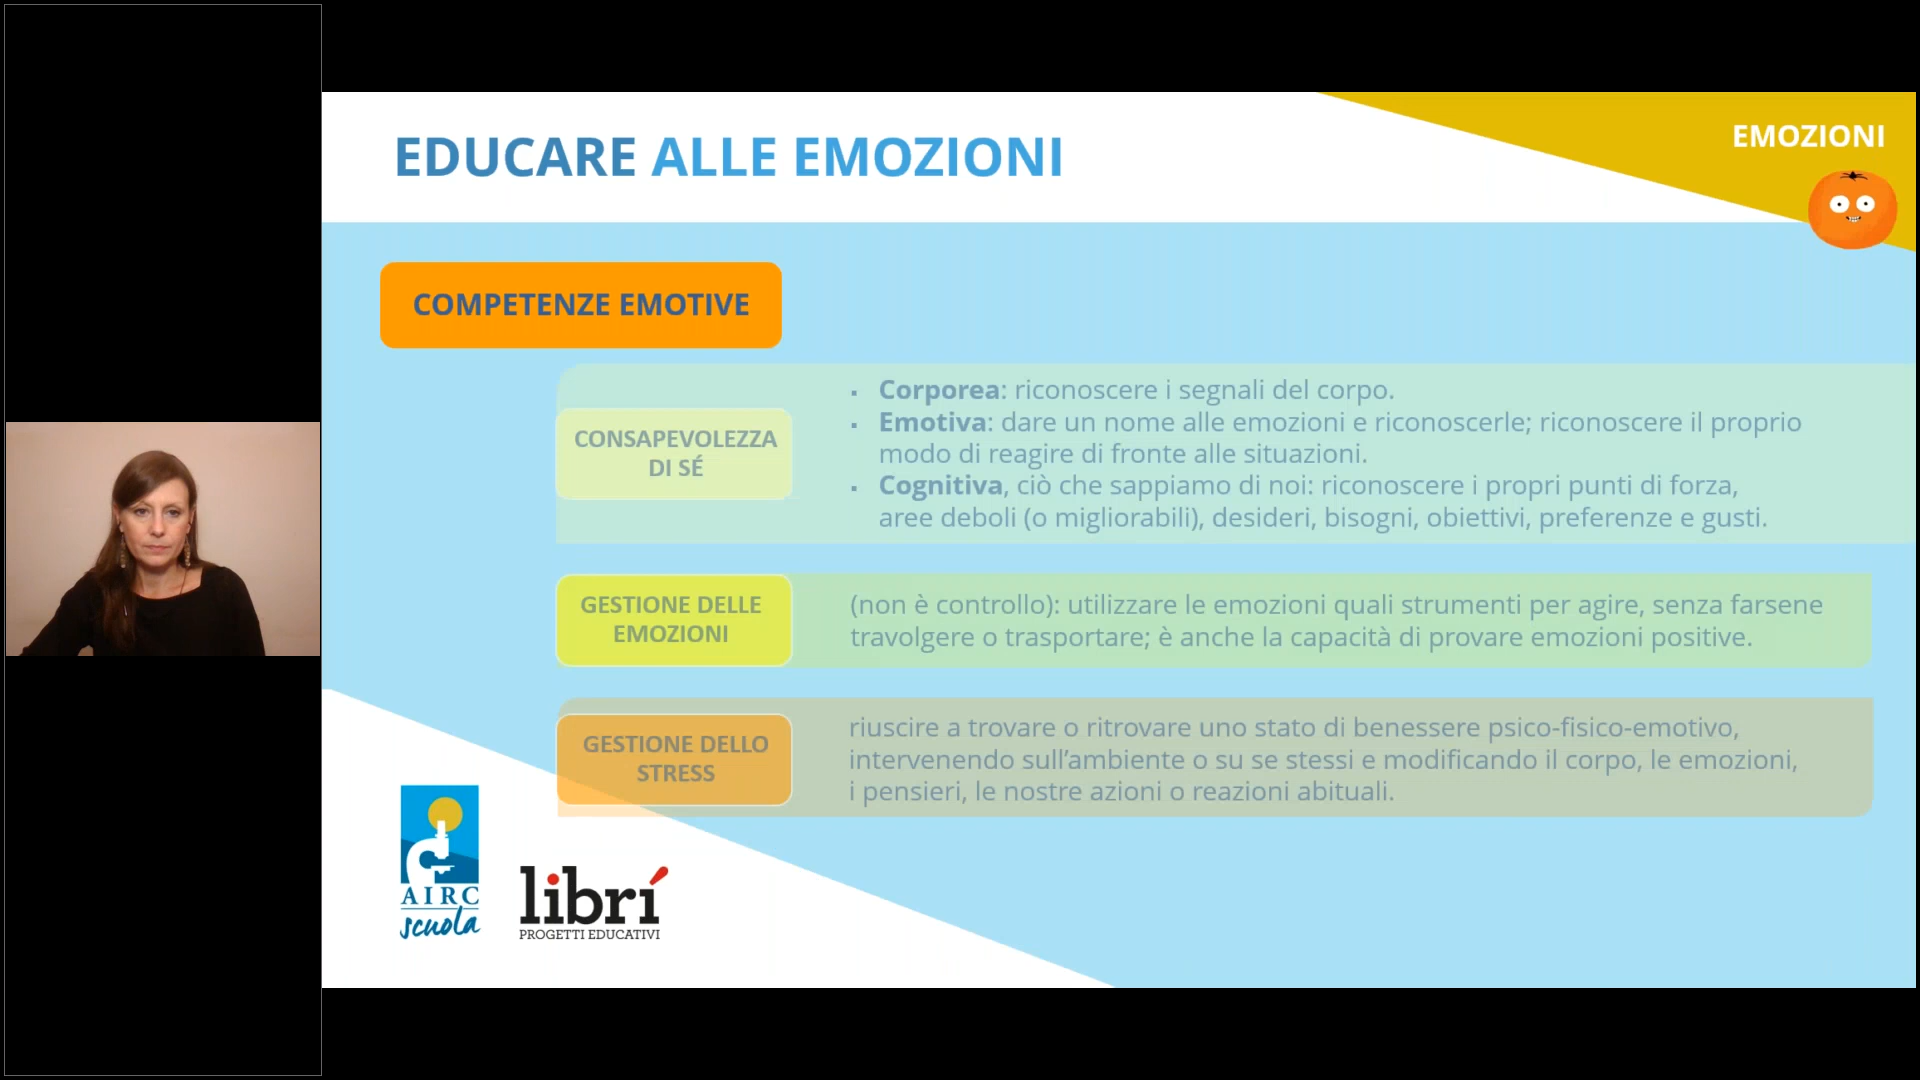 EDUCARE ALLE EMOZIONI
EMOZIONI
COMPETENZE EMOTIVE
CONSAPEVOLEZZA
DI SÉ
▪ Corporea: riconoscere i segnali del corpo.
▪ Emotiva: dare un nome alle emozioni e riconoscerle; riconoscere il proprio
modo di reagire di fronte alle situazioni.
▪ Cognitiva, ciò che sappiamo di noi: riconoscere i propri punti di forza,
aree deboli (o migliorabili), desideri, bisogni, obiettivi, preferenze e gusti.
GESTIONE DELLE
EMOZIONI
(non è controllo): utilizzare le emozioni quali strumenti per agire, senza farsene
travolgere o trasportare; è anche la capacità di provare emozioni positive.
GESTIONE DELLO
STRESS
riuscire a trovare o ritrovare uno stato di benessere psico-fisico-emotivo,
intervenendo sull’ambiente o su se stessi e modificando il corpo, le emozioni,
i pensieri, le nostre azioni o reazioni abituali.
AIRC
scuola
librí
PROGETTI EDUCATIVI